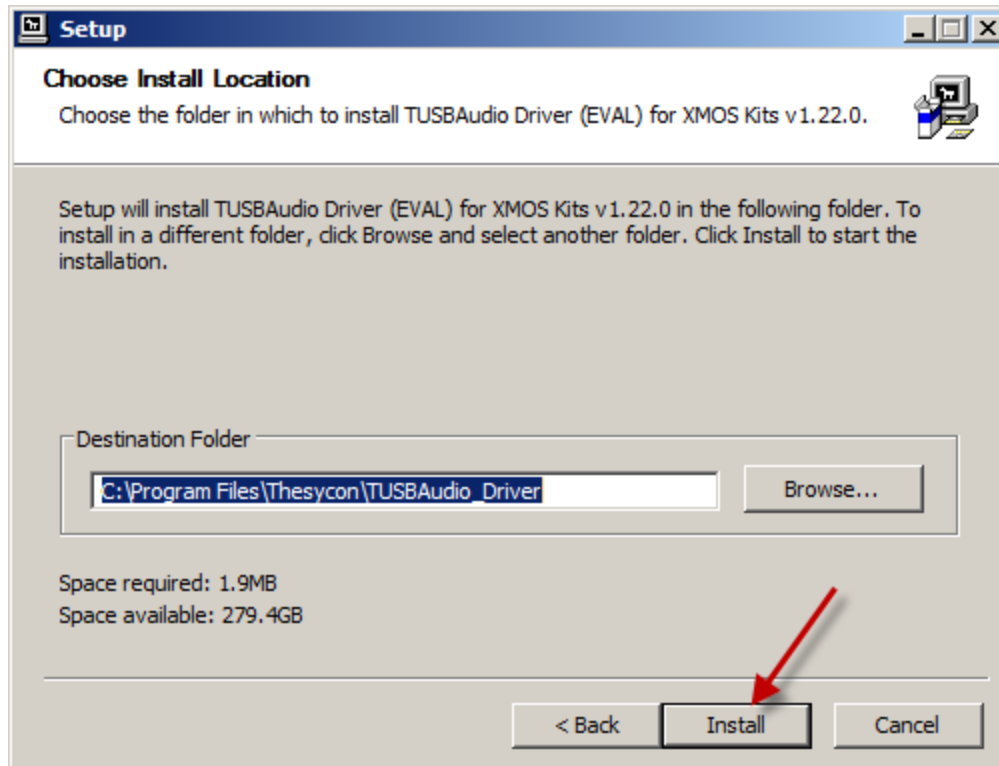 Setup
Choose Install Location
Choose the folder in which to install TUSBAudio Driver (EVAL) for XMOS Kits v1.22.0.
Setup will install TUSBAudio Driver (EVAL) for XMOS Kits v1.22.0 in the following folder. To
install in a different folder, click Browse and select another folder. Click Install to start the
installation.
Destination Folder
C:\Program Files\Thesycon\TUSBAudio_Driver
Browse...
Space required: 1.9MB
Space available: 279.4GB
< Back Install Cancel